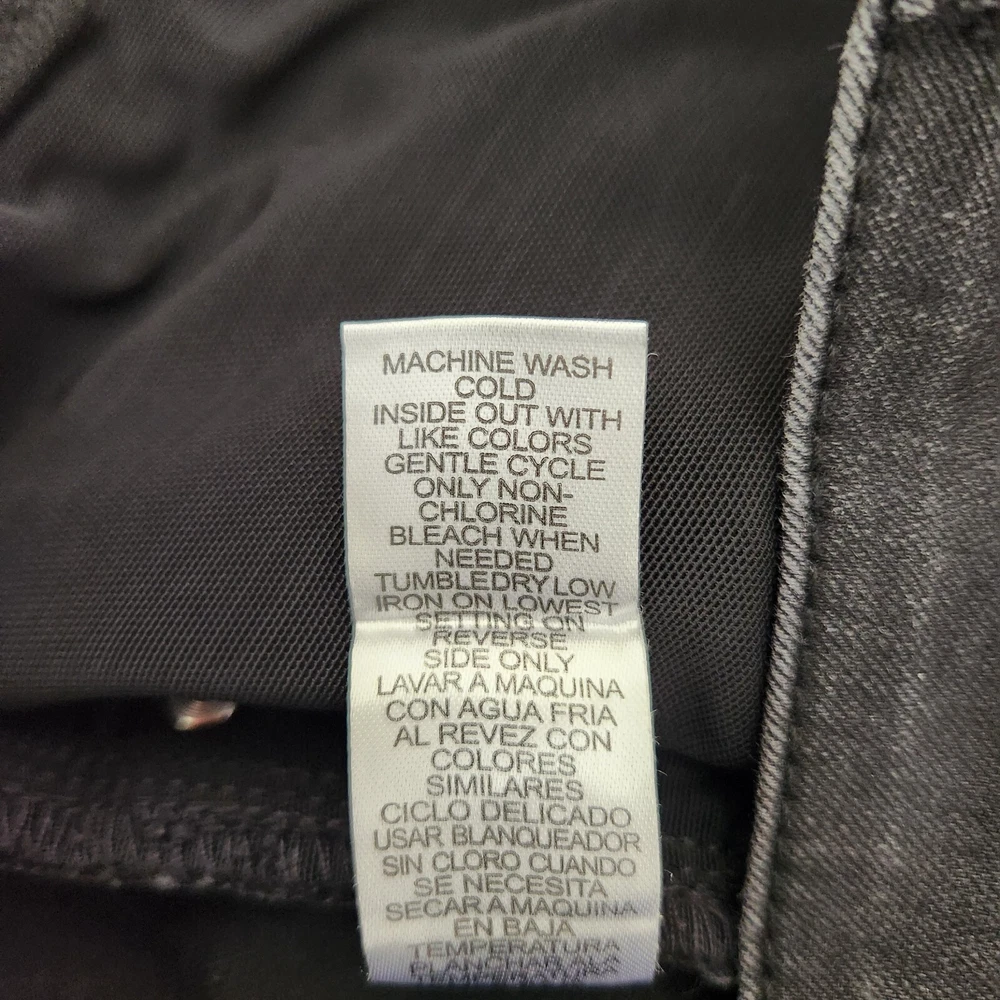 MACHINE WASH
COLD
INSIDE OUT WITH
LIKE COLORS
GENTLE CYCLE
ONLY NON-
CHLORINE
BLEACH WHEN
NEEDED
TUMBLE DRY LOW
IRON ON LOWEST
SETTING ON
REVERSE
SIDE ONLY
LAVAR A MAQUINA
CON AGUA FRIA
AL REVEZ CON
COLORES
SIMILARES
CICLO DELICADO
USAR BLANQUEADOR
SIN CLORO CUANDO
SE NECESITA
SECAR A MAQUINA
EN BAJA
TEMPERATURA